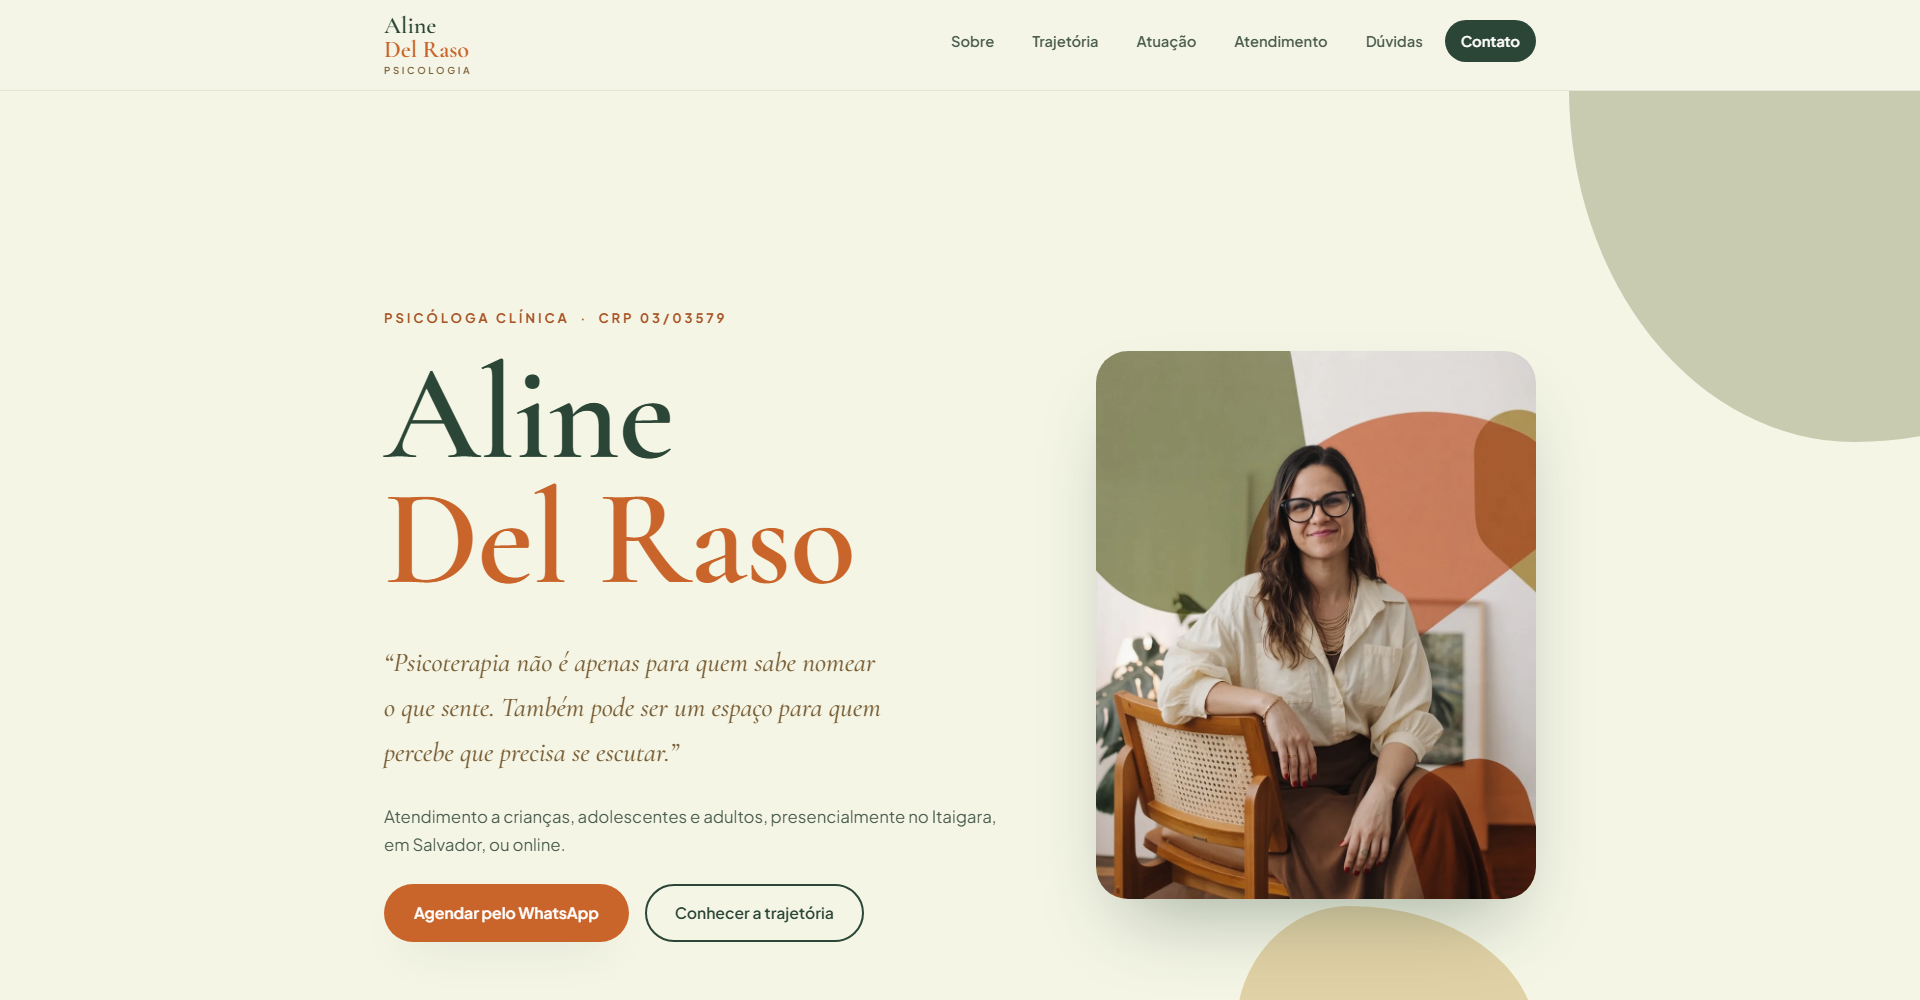 Aline
Del Raso
PSICOLOGIA
Sobre
Trajetória
Atuação
Atendimento
Dúvidas
Contato
PSICÓLOGA CLÍNICA · CRP 03/03579
Aline
Del Raso
“Psicoterapia não é apenas para quem sabe nomear
o que sente. Também pode ser um espaço para quem
percebe que precisa se escutar.”
Atendimento a crianças, adolescentes e adultos, presencialmente no Itaigara,
em Salvador, ou online.
Agendar pelo WhatsApp
Conhecer a trajetória